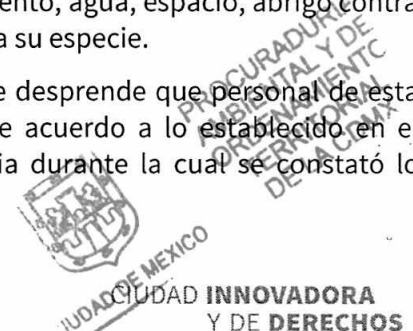 ento, agua, espacio, abrigo contra
a su especie.
e desprende que personal de esta
e acuerdo a lo establecido en e
ia durante la cual se constató lo
PROCURADURÍA
AMBIENTAL Y DE
ORDENAMIENTO
TERRITORIAL
DE LA CDMX
IUDAD DE MÉXICO
CIUDAD INNOVADORA
Y DE DERECHOS